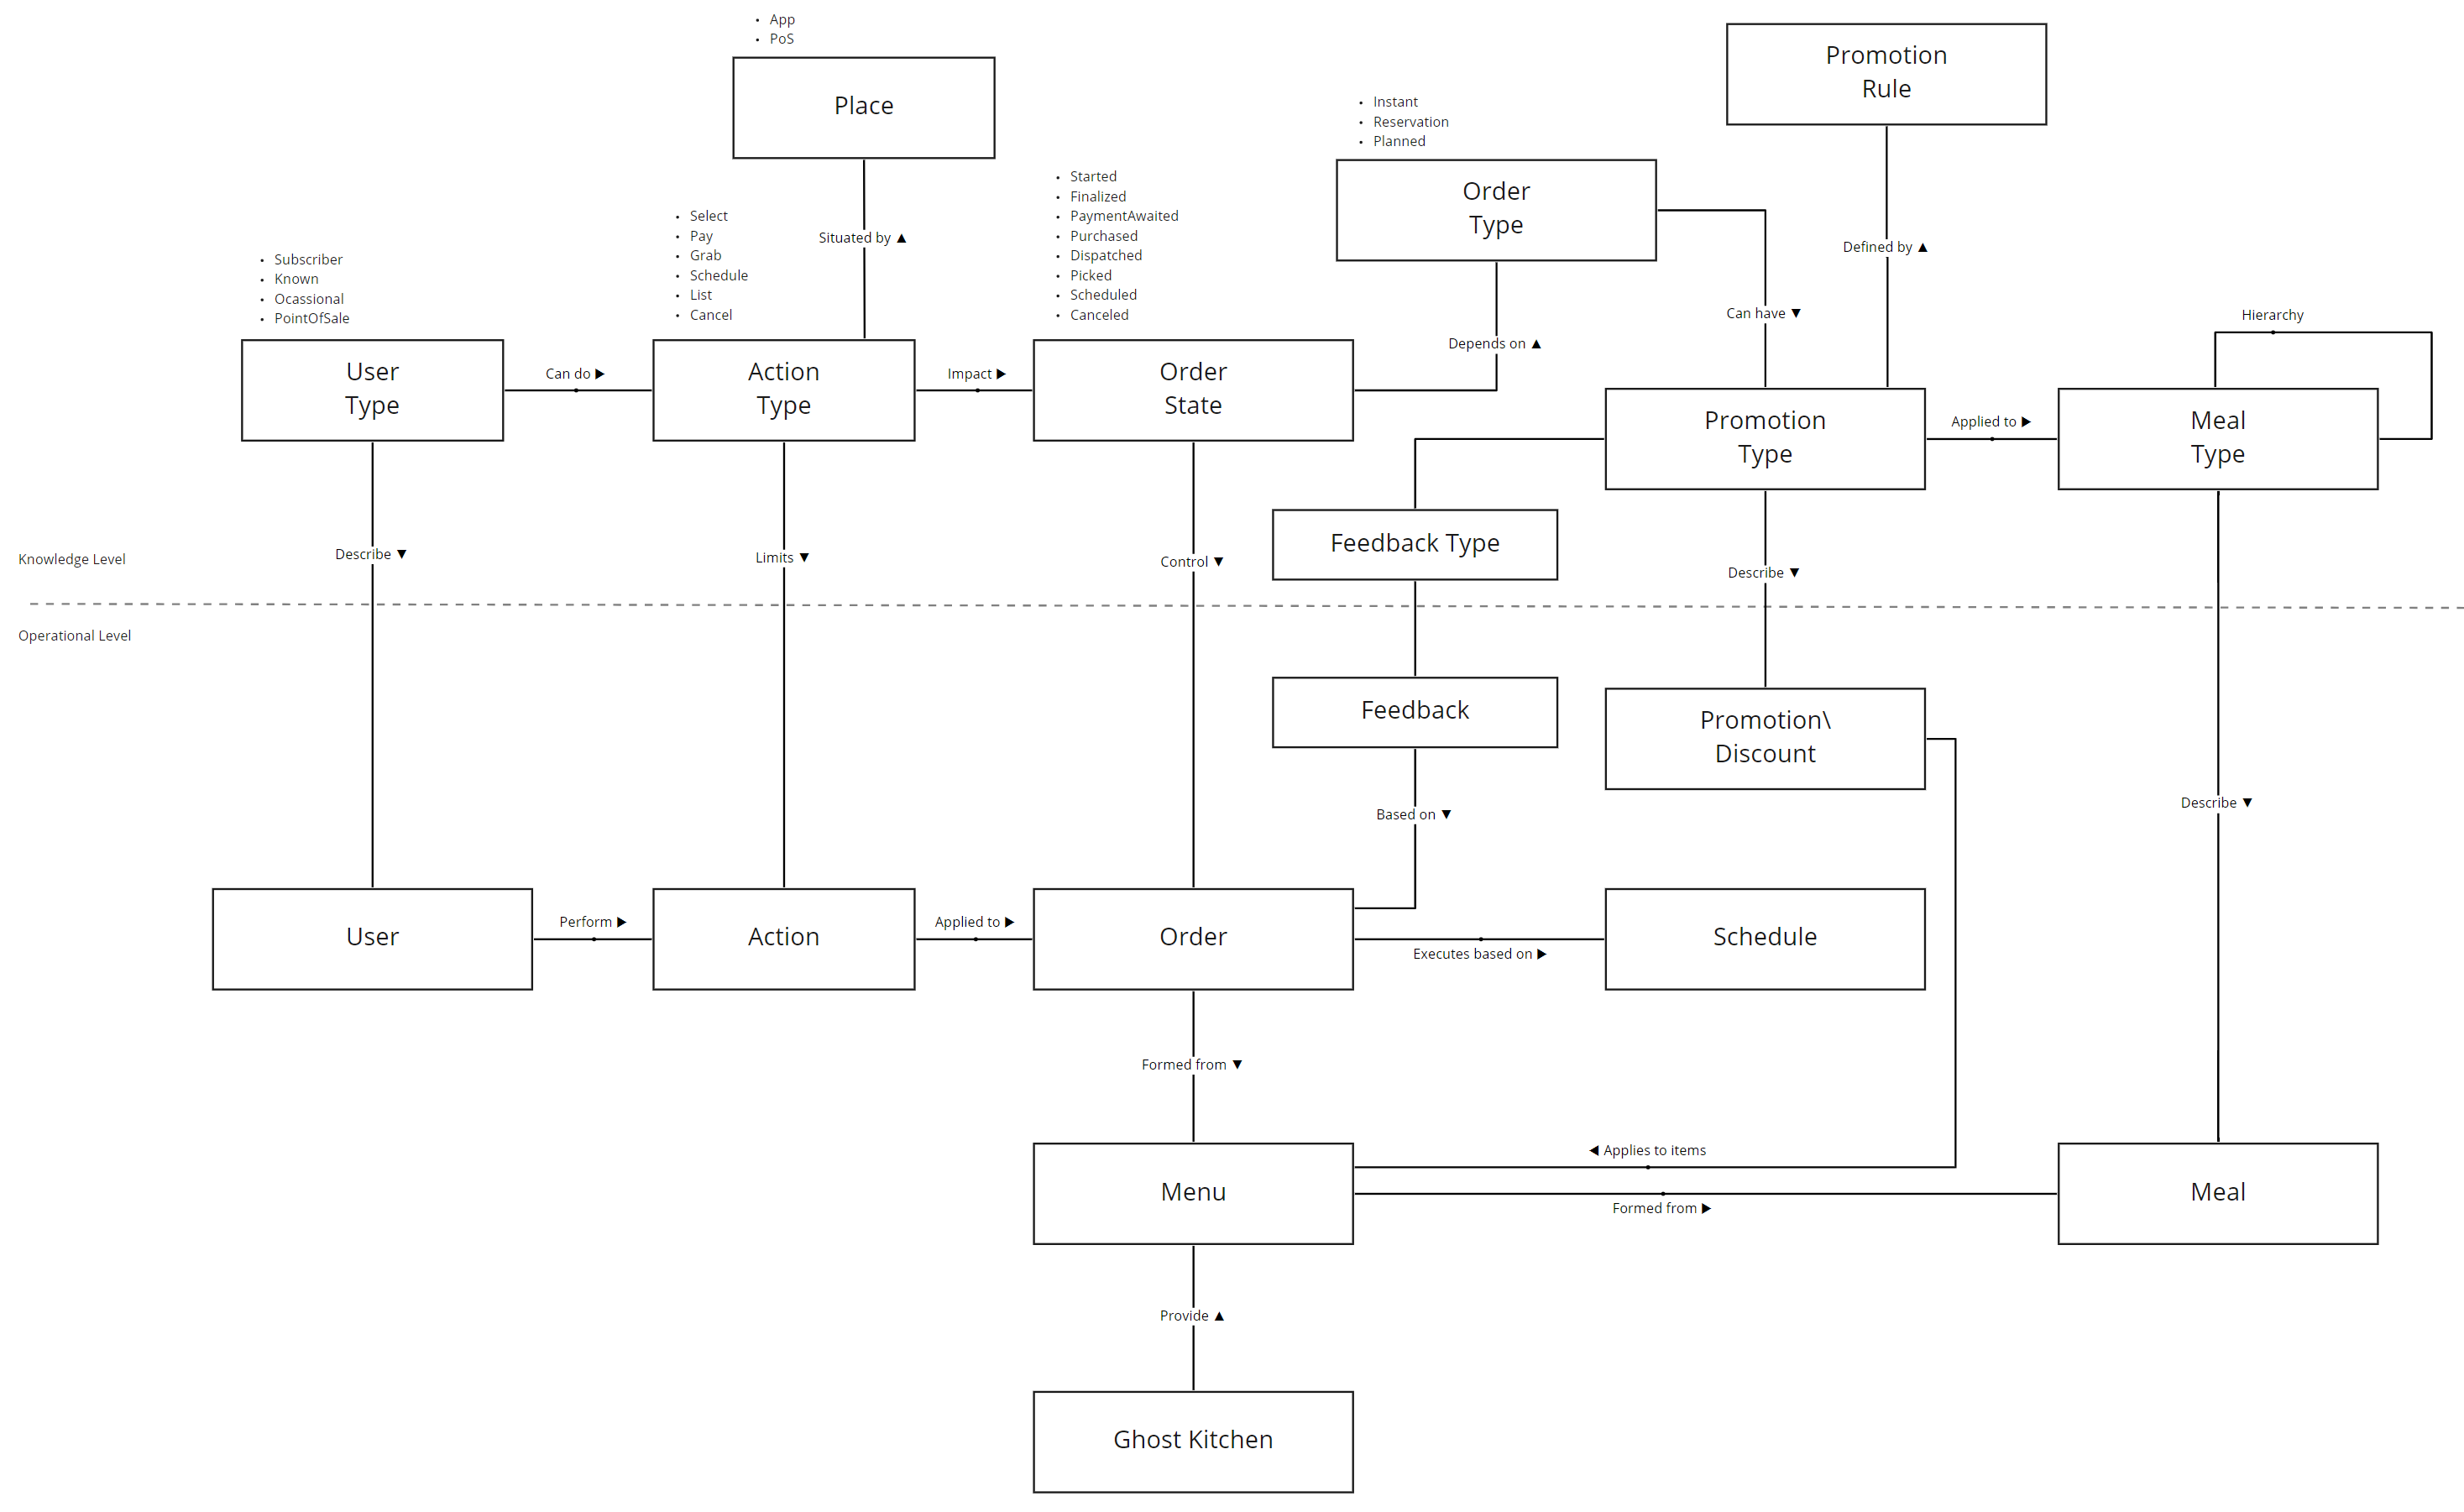 • App
• PoS
Place
Promotion
Rule
• Instant
• Reservation
• Planned
Order
Type
• Started
• Finalized
• PaymentAwaited
• Purchased
• Dispatched
• Picked
• Scheduled
• Canceled
• Select
• Pay
• Grab
• Schedule
• List
• Cancel
Situated by ▲
Defined by ▲
• Subscriber
• Known
• Ocassional
• PointOfSale
Can have ▼
Hierarchy
Depends on ▲
User
Type
Can do ▶
Action
Type
Impact ▶
Order
State
Promotion
Type
Applied to ▶
Meal
Type
Feedback Type
Knowledge Level
Describe ▼
Limits ▼
Control ▼
Describe ▼
Operational Level
Feedback
Promotion\
Discount
Based on ▼
Describe ▼
User
Perform ▶
Action
Applied to ▶
Order
Executes based on ▶
Schedule
Formed from ▼
◀ Applies to items
Menu
Formed from ▶
Meal
Provide ▲
Ghost Kitchen